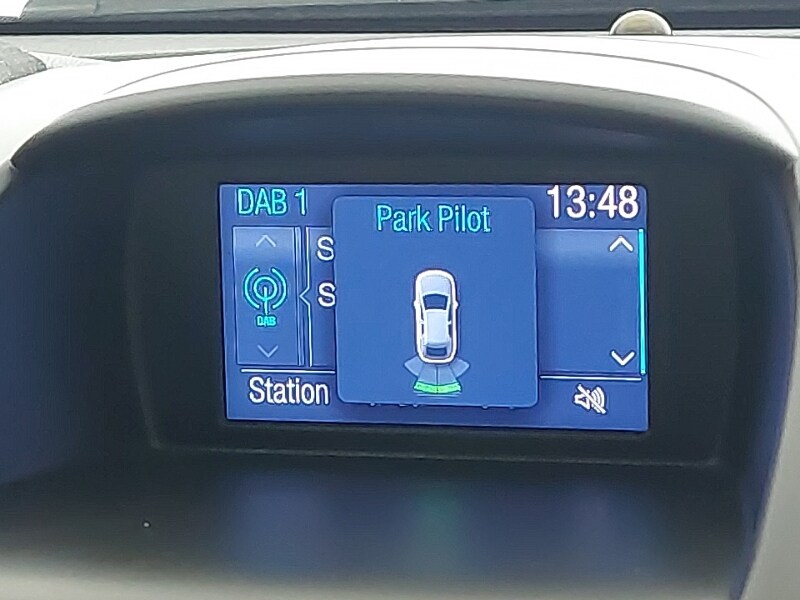 DAB 1
13:48
Park Pilot
S
S
DAB
Station